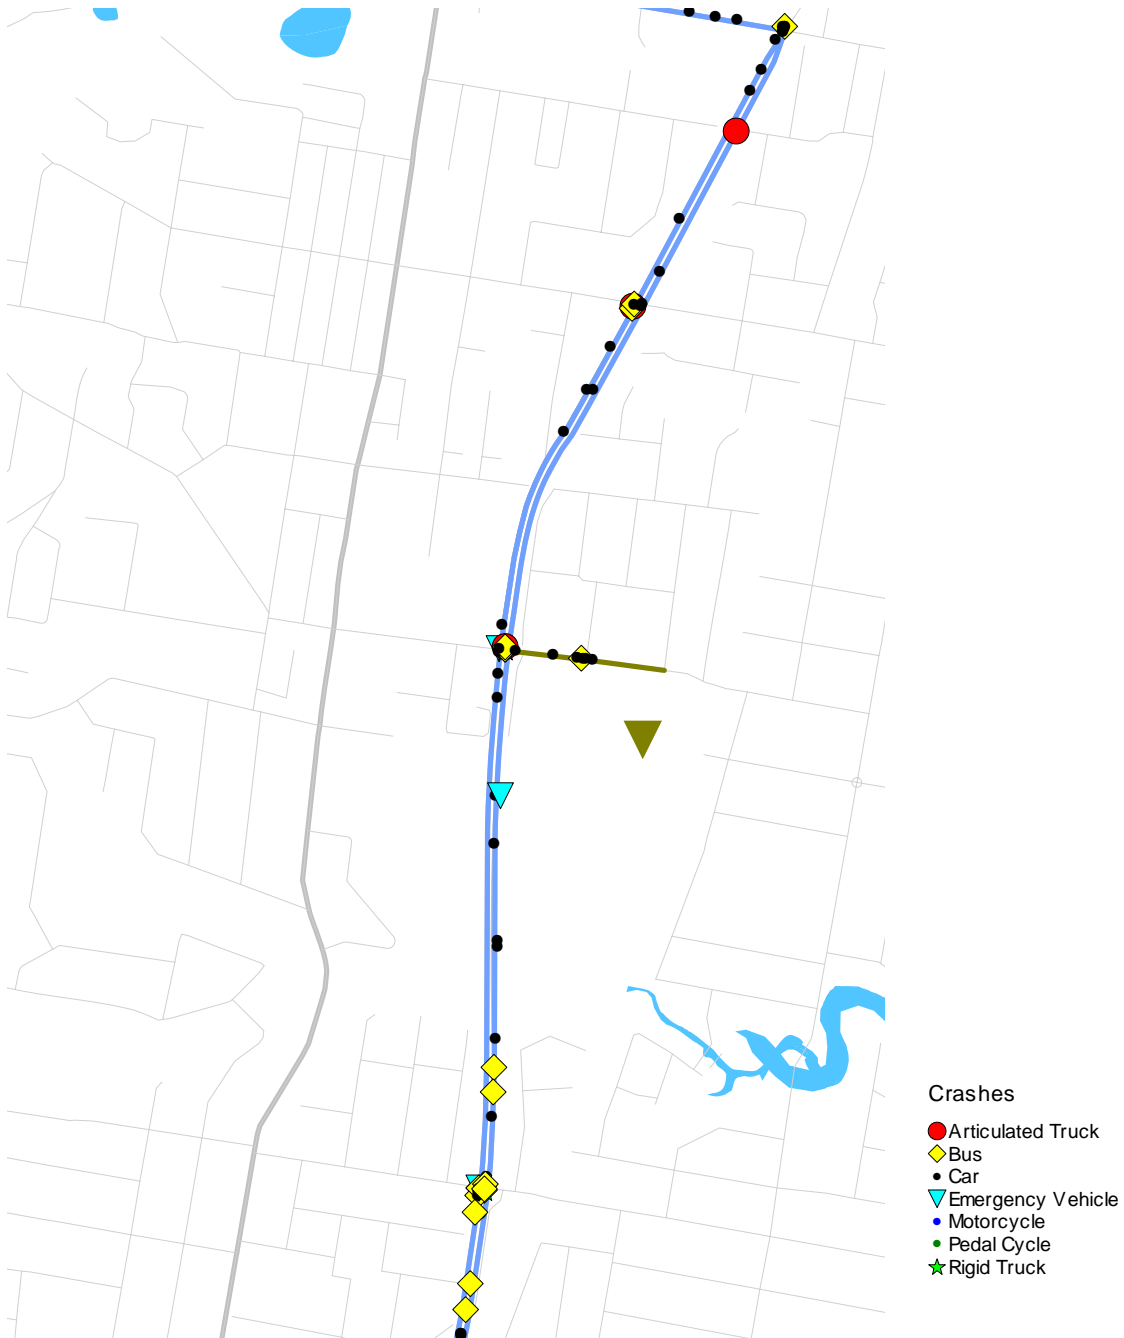 Crashes
Articulated Truck
Bus
Car
Emergency Vehicle
Motorcycle
Pedal Cycle
Rigid Truck